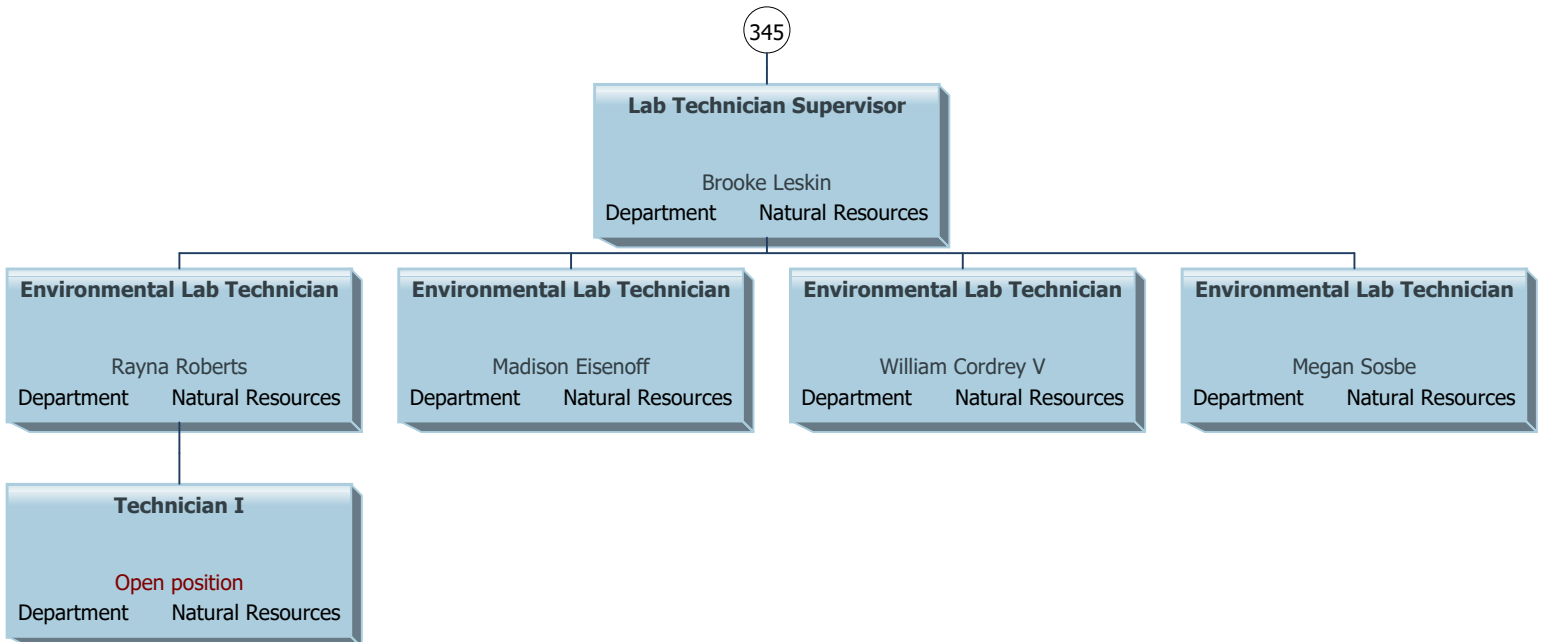 345
Lab Technician Supervisor
Brooke Leskin
Department Natural Resources
Environmental Lab Technician
Rayna Roberts
Department Natural Resources
Environmental Lab Technician
Madison Eisenoff
Department Natural Resources
Environmental Lab Technician
William Cordrey V
Department Natural Resources
Environmental Lab Technician
Megan Sosbe
Department Natural Resources
Technician I
Open position
Department Natural Resources